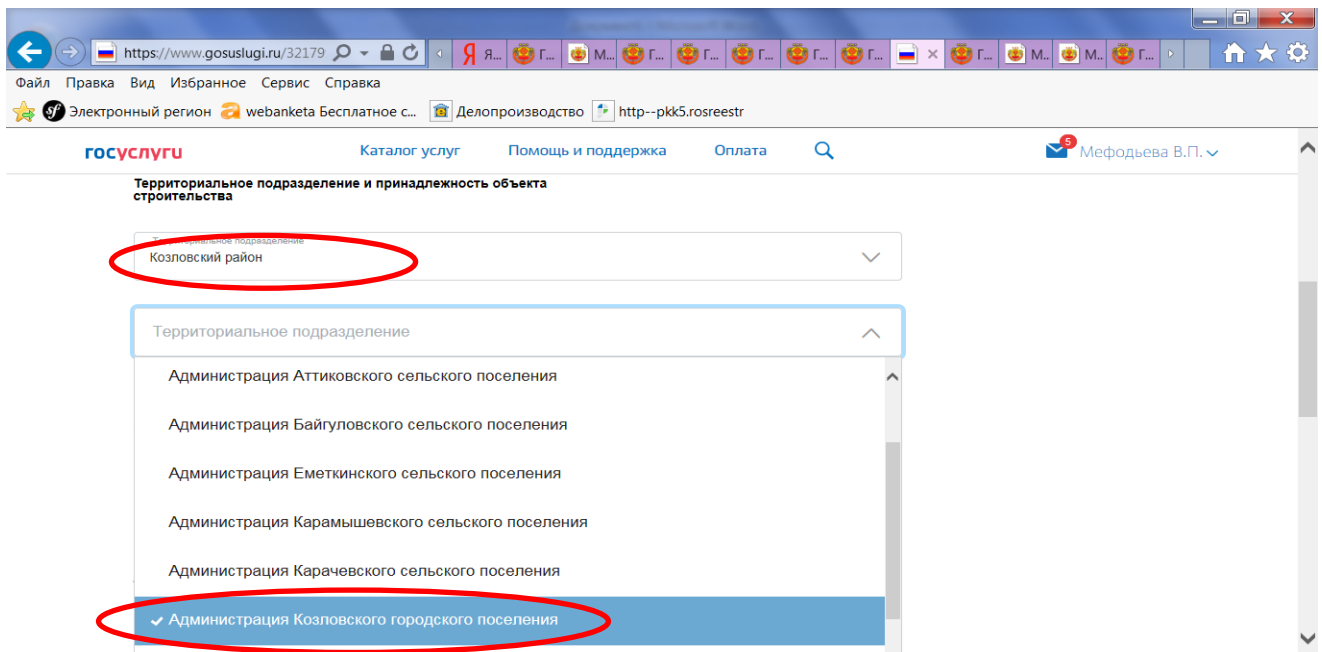 https://www.gosuslugi.ru/32179
Я...
Г...
М...
Г...
Г...
Г...
Г...
Г...
Г...
М...
М...
Г...
Файл Правка Вид Избранное Сервис Справка
Электронный регион webanketa Бесплатное с... Делопроизводство http--pkk5.rosreestr
госуслуги Каталог услуг Помощь и поддержка Оплата 5 Мефодьева В.П.
Территориальное подразделение и принадлежность объекта
строительства
Территориальное подразделение
Козловский район
Территориальное подразделение
Администрация Аттиковского сельского поселения
Администрация Байгуловского сельского поселения
Администрация Еметкинского сельского поселения
Администрация Карамышевского сельского поселения
Администрация Карачевского сельского поселения
Администрация Козловского городского поселения